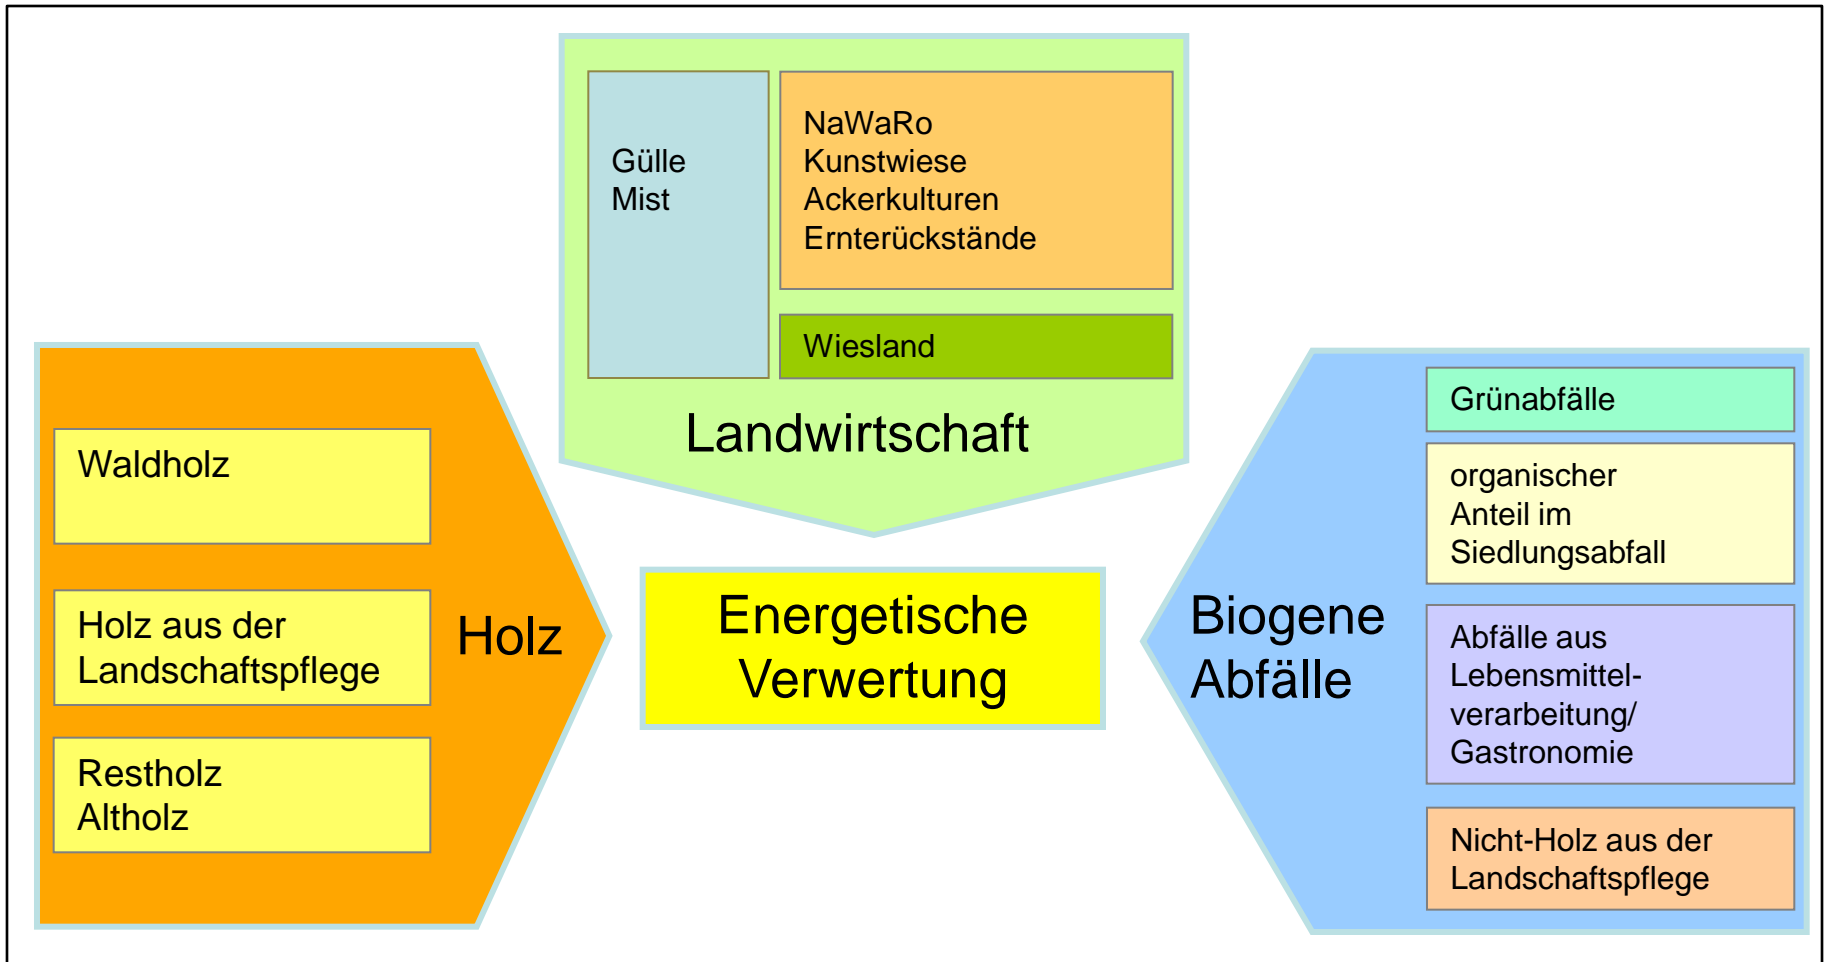 Gülle
Mist
NaWaRo
Kunstwiese
Ackerkulturen
Ernterückstände
Wiesland
Landwirtschaft
Waldholz
Holz aus der
Landschaftspflege
Restholz
Altholz
Holz
Energetische
Verwertung
Biogene
Abfälle
Grünabfälle
organischer
Anteil im
Siedlungsabfall
Abfälle aus
Lebensmittel-
verarbeitung/
Gastronomie
Nicht-Holz aus der
Landschaftspflege